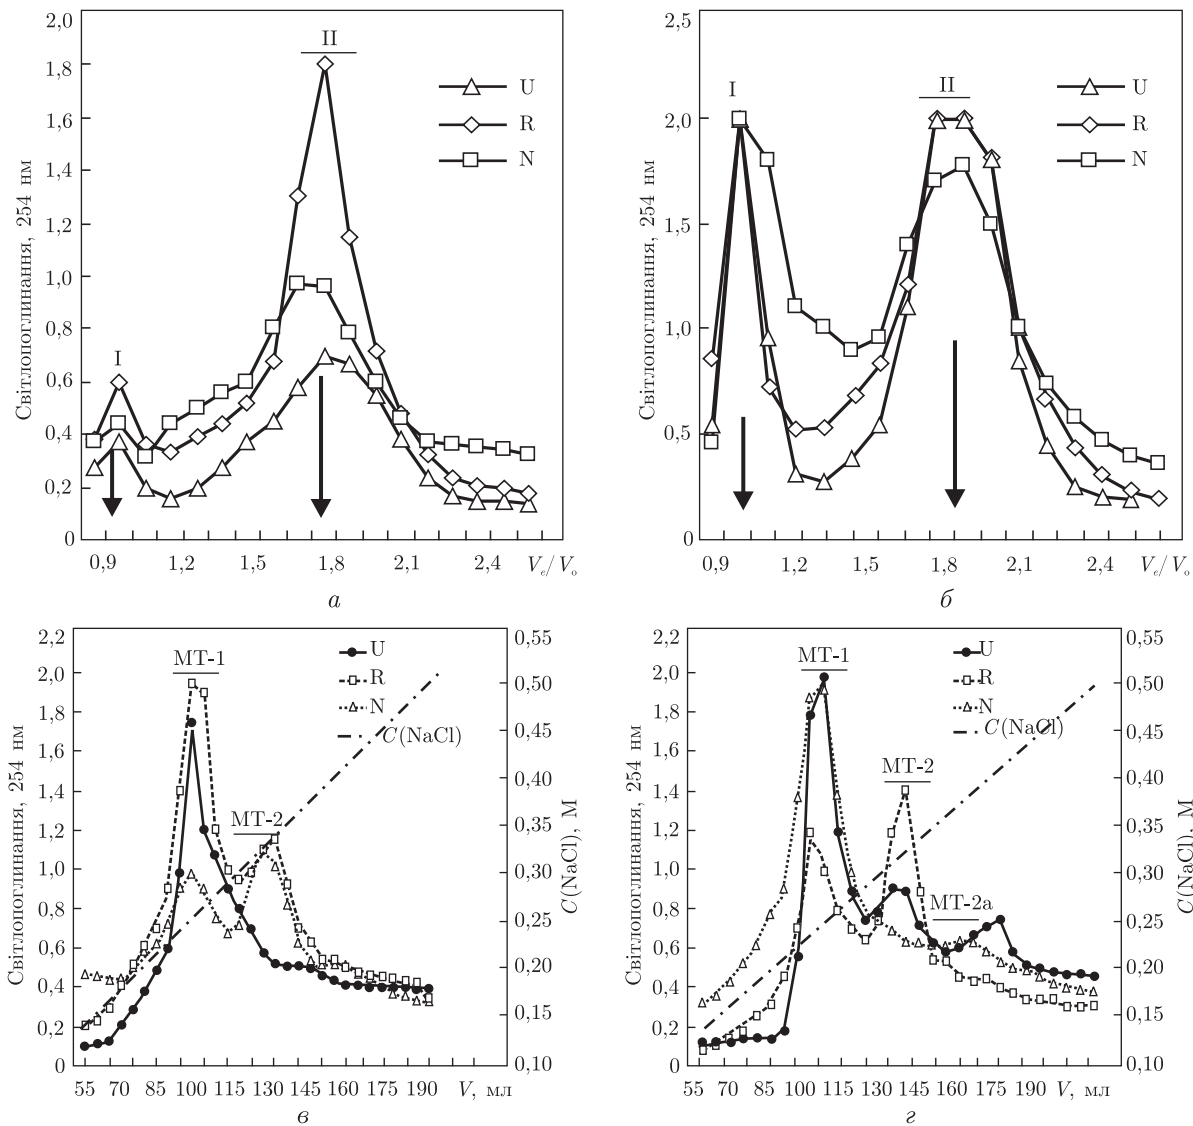 2,0
1,8
1,6
1,4
1,2
1,0
0,8
0,6
0,4
0,2
0
Світлопоглинання, 254 нм
I
II
U
R
N
0,9 1,2 1,5 1,8 2,1 2,4 Ve/Vo
а
2,5
2,0
1,5
1,0
0,5
0
Світлопоглинання, 254 нм
I
II
U
R
N
0,9 1,2 1,8 2,1 2,4 Ve/Vo
б
2,2
2,0
1,8
1,6
1,4
1,2
1,0
0,8
0,6
0,4
0,2
0
Світлопоглинання, 254 нм
MT-1
MT-2
U
R
N
C(NaCl)
0,55
0,50
0,45
0,40
0,35
0,30
0,25
0,20
0,15
0,10
C(NaCl), M
55 70 85 100 115 130 145 160 175 190 V, мл
в
2,2
2,0
1,8
1,6
1,4
1,2
1,0
0,8
0,6
0,4
0,2
0
Світлопоглинання, 254 нм
MT-1
MT-2
MT-2a
U
R
N
C(NaCl)
0,55
0,50
0,45
0,40
0,35
0,30
0,25
0,20
0,15
0,10
C(NaCl), M
55 70 85 100 115 130 145 160 175 190 V, мл
г